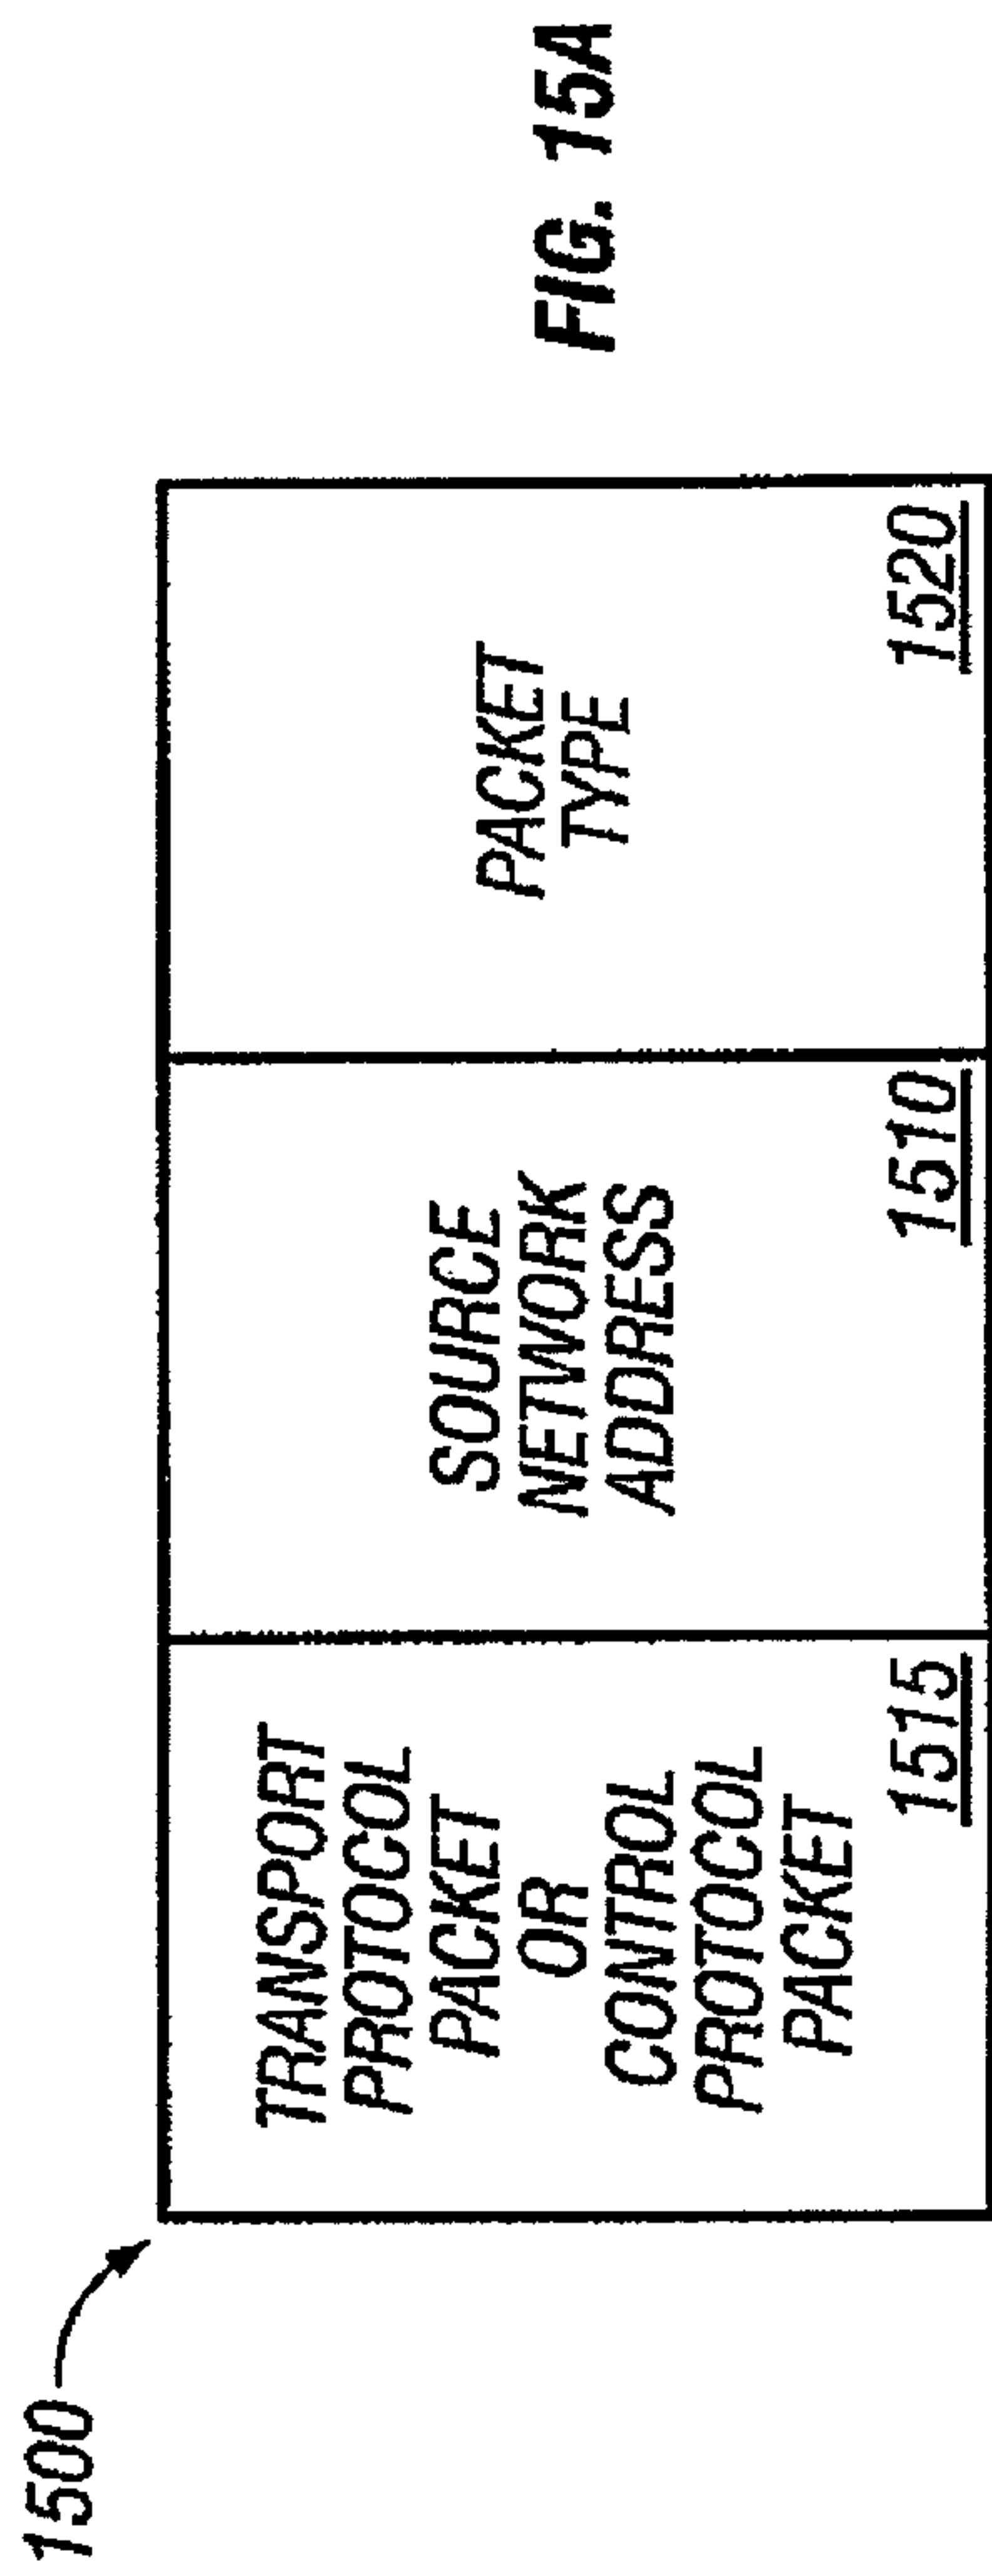 1500
TRANSPORT
PROTOCOL
PACKET
OR
CONTROL
PROTOCOL
PACKET
1515
SOURCE
NETWORK
ADDRESS
1510
PACKET
TYPE
1520
FIG. 15A